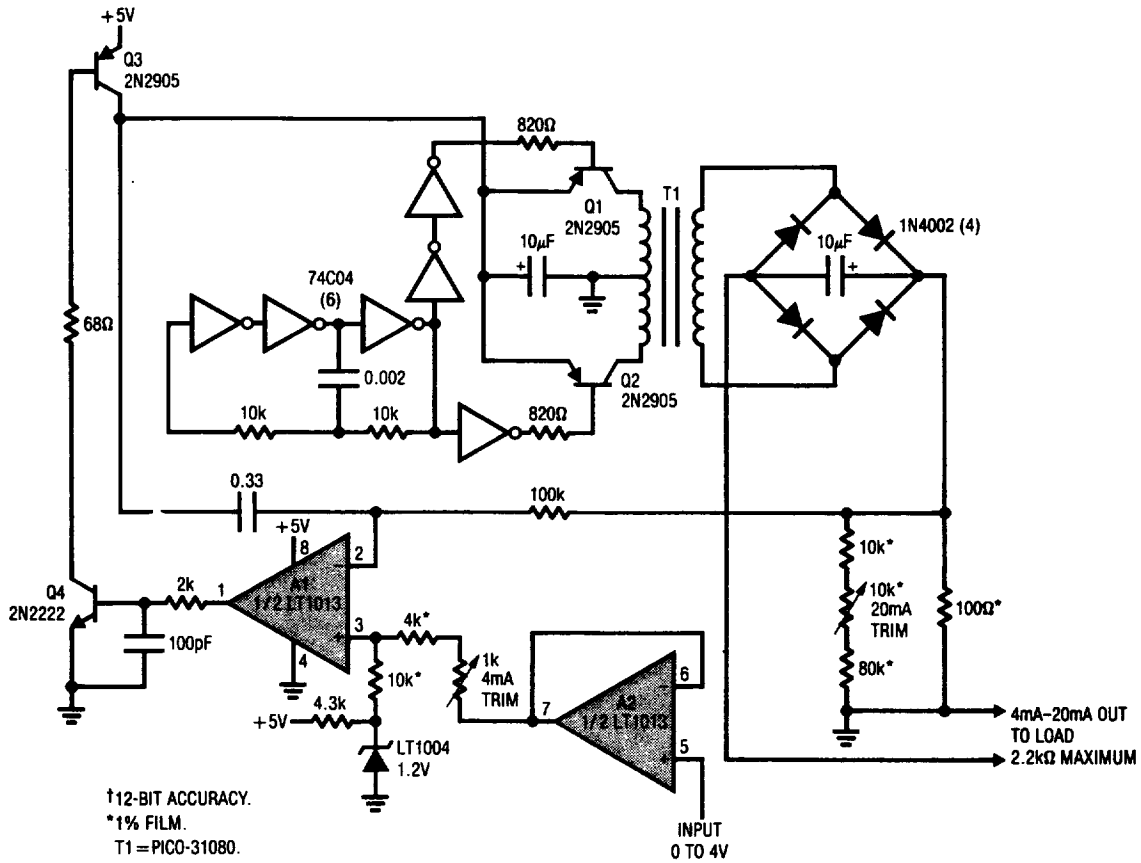 +5V
Q3
2N2905
820Ω
Q1
2N2905
T1
1N4002 (4)
10μF
+
10μF
+
74C04
(6)
68Ω
0.002
Q2
2N2905
10k
10k
820Ω
0.33
100k
+5V
8
2
−
A1
1/2 LT1013
1
2k
Q4
2N2222
100pF
3
+
4
4k*
10k*
1k
4mA
TRIM
10k*
20mA
TRIM
80k*
100Ω*
10k*
4.3k
+5V
LT1004
1.2V
6
−
A2
1/2 LT1013
7
5
+
INPUT
0 TO 4V
4mA–20mA OUT
TO LOAD
2.2kΩ MAXIMUM
†12-BIT ACCURACY.
*1% FILM.
T1=PICO-31080.